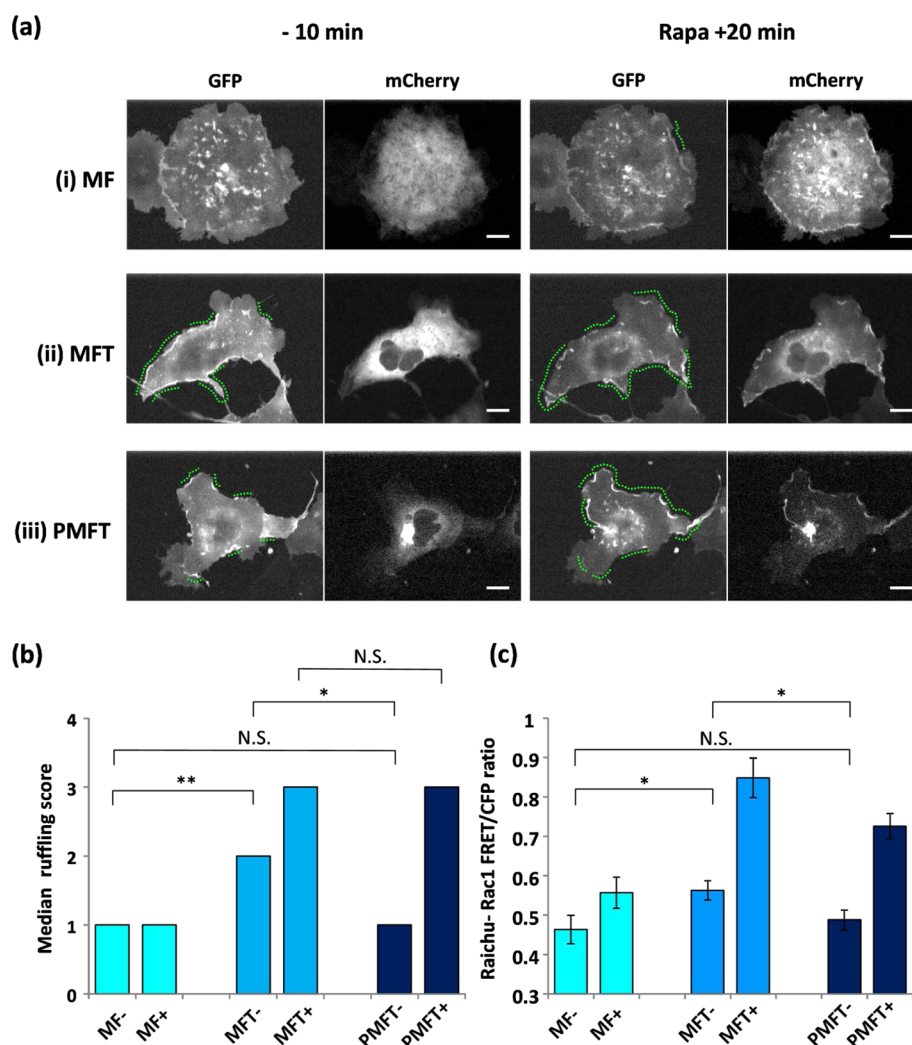 (a)
- 10 min
Rapa +20 min
GFP
mCherry
GFP
mCherry
(i) MF
(ii) MFT
(iii) PMFT
(b)
Median ruffling score
4
3
2
1
0
N.S.
*
N.S.
**
MF-
MF+
MFT-
MFT+
PMFT-
PMFT+
(c)
Raichu- Rac1 FRET/CFP ratio
1
0.9
0.8
0.7
0.6
0.5
0.4
0.3
*
N.S.
*
MF-
MF+
MFT-
MFT+
PMFT-
PMFT+